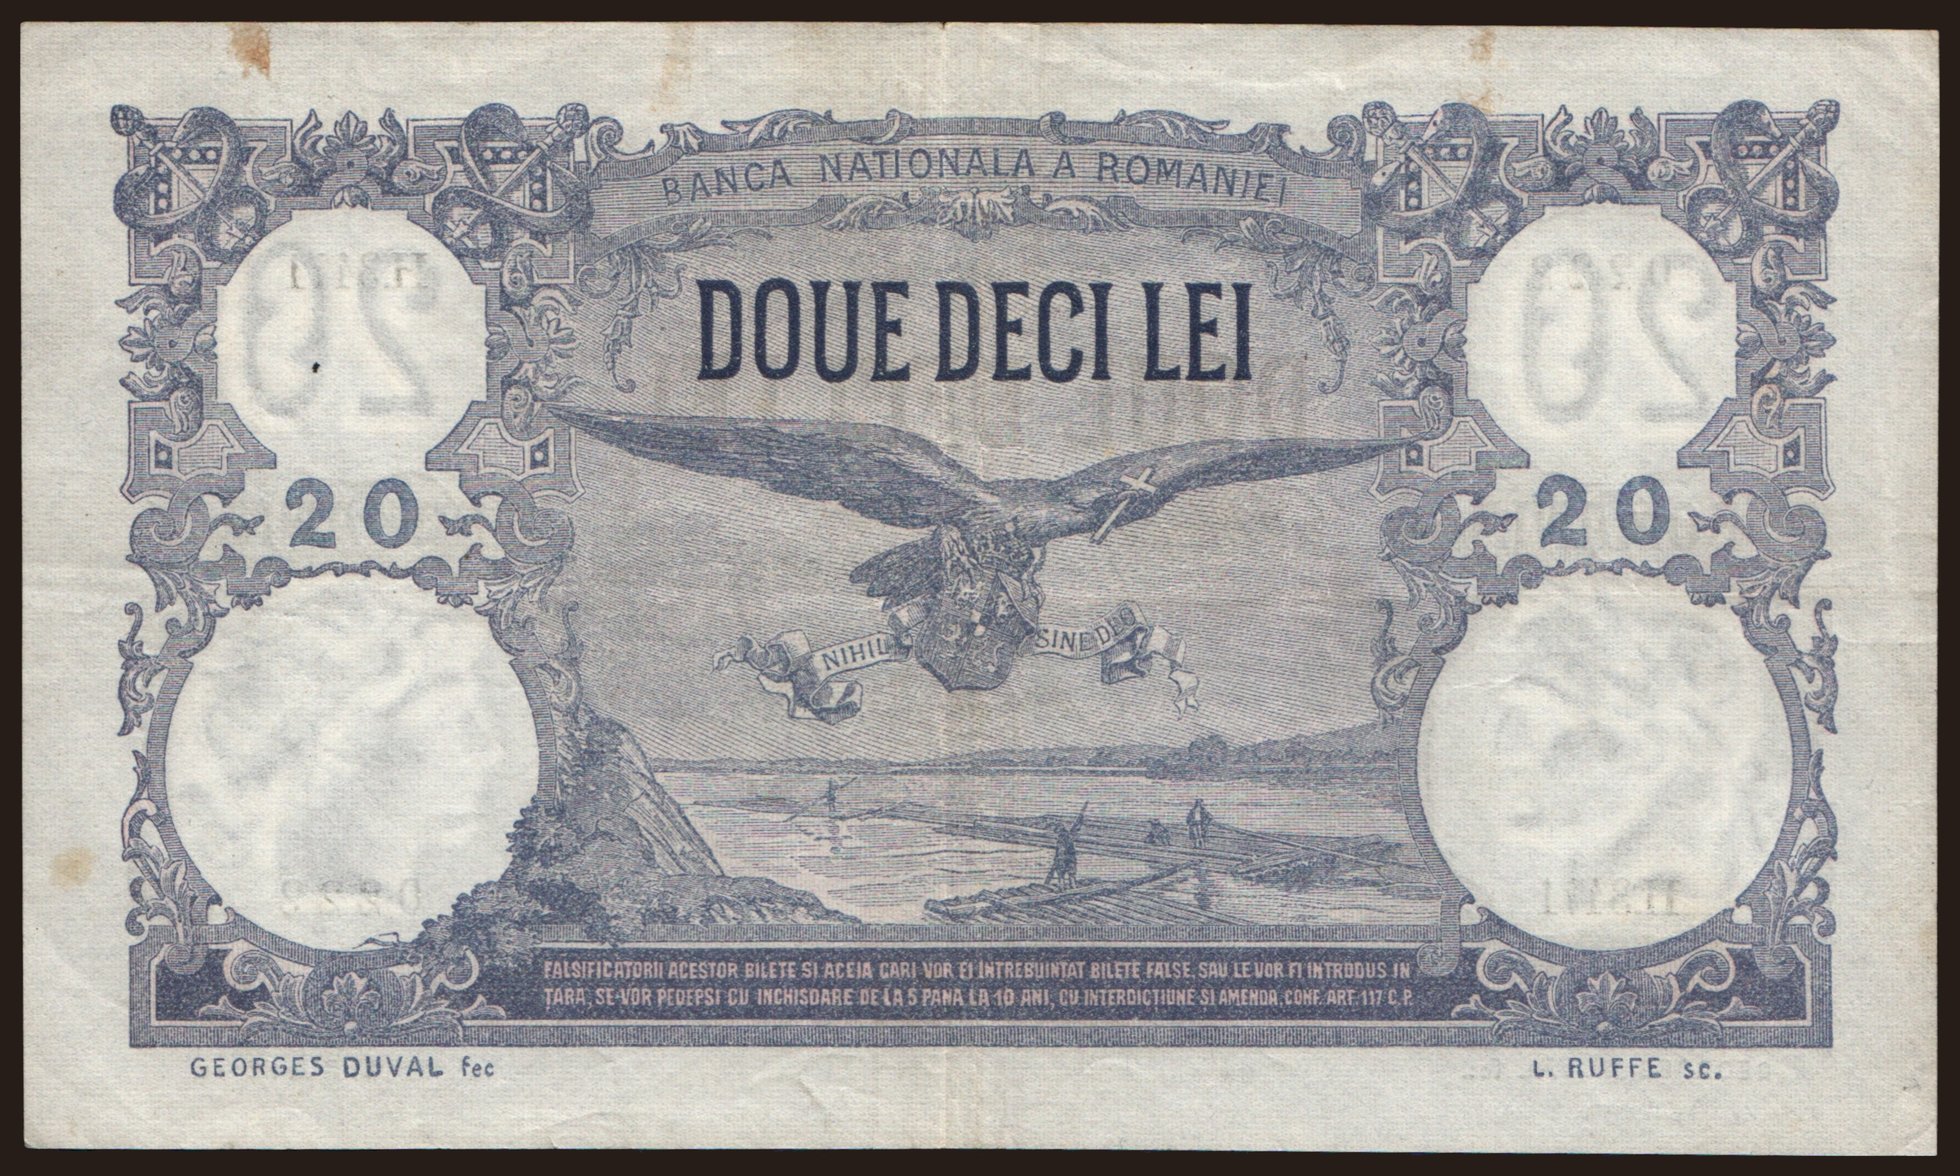 BANCA NATIONALA A ROMANIEI
DOUE DECI LEI
20
20
NIHIL SINE DEO
FALSIFICATORII ACESTOR BILETE SI ACEIA CARI VOR FI INTREBUINTAT BILETE FALSE, SAU LE VOR FI INTRODUS IN
TARA, SE VOR PEDEPSI CU INCHISOARE DE LA 5 PANA LA 10 ANI, CU INTERDICTIUNE SI AMENDA, CONF. ART. 117 C.P.
GEORGES DUVAL fec
L. RUFFE sc.